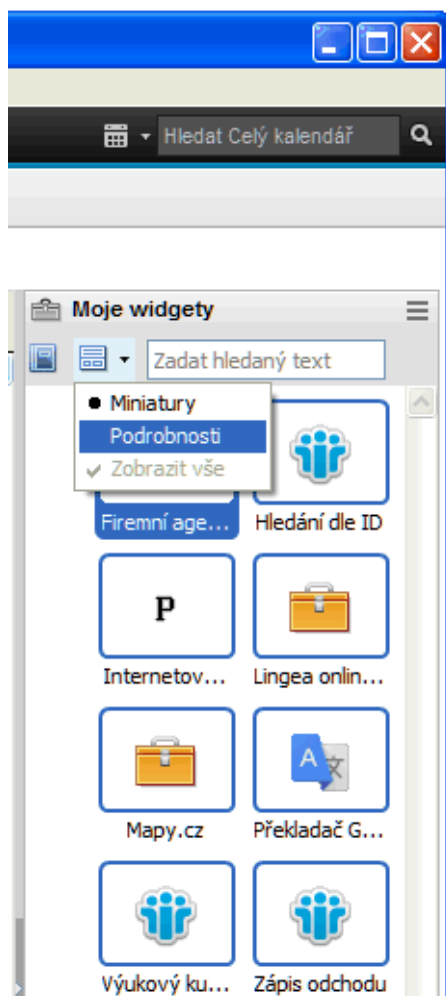 Hledat Celý kalendář
Moje widgety
Zadat hledaný text
Miniatury
Podrobnosti
Zobrazit vše
Firemní age...
Hledání dle ID
P
Internetov...
Lingea onlin...
A
文
Mapy.cz
Překladač G...
Výukový ku...
Zápis odchodu